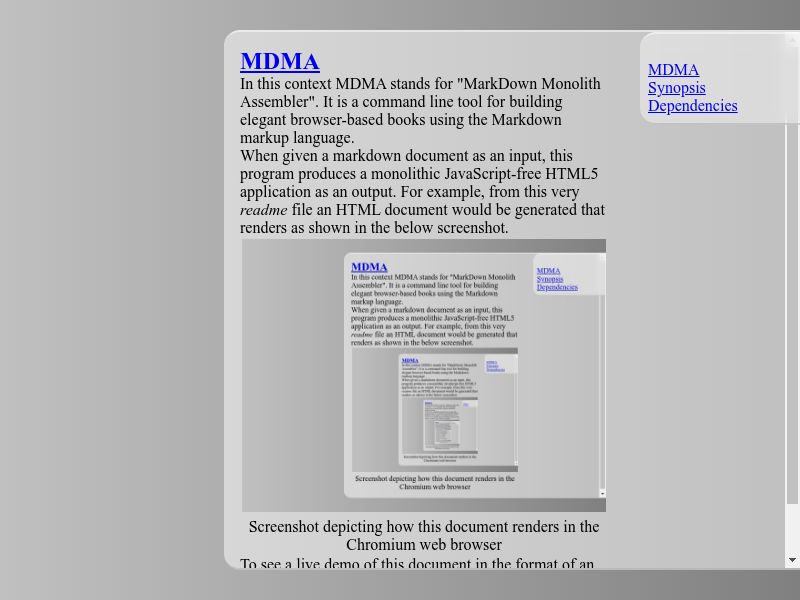 MDMA
In this context MDMA stands for "MarkDown Monolith
Assembler". It is a command line tool for building
elegant browser-based books using the Markdown
markup language.
When given a markdown document as an input, this
program produces a monolithic JavaScript-free HTML5
application as an output. For example, from this very
readme file an HTML document would be generated that
renders as shown in the below screenshot.
MDMA
In this context MDMA stands for "MarkDown Monolith
Assembler". It is a command line tool for building
elegant browser-based books using the Markdown
markup language.
When given a markdown document as an input, this
program produces a monolithic JavaScript-free HTML5
application as an output. For example, from this very
readme file an HTML document would be generated that
renders as shown in the below screenshot.
MDMA
Screenshot depicting how this document renders in the
Chromium web browser
MDMA
Synopsis
Dependencies
Screenshot depicting how this document renders in the
Chromium web browser
To see a live demo of this document in the format of an
MDMA
Synopsis
Dependencies